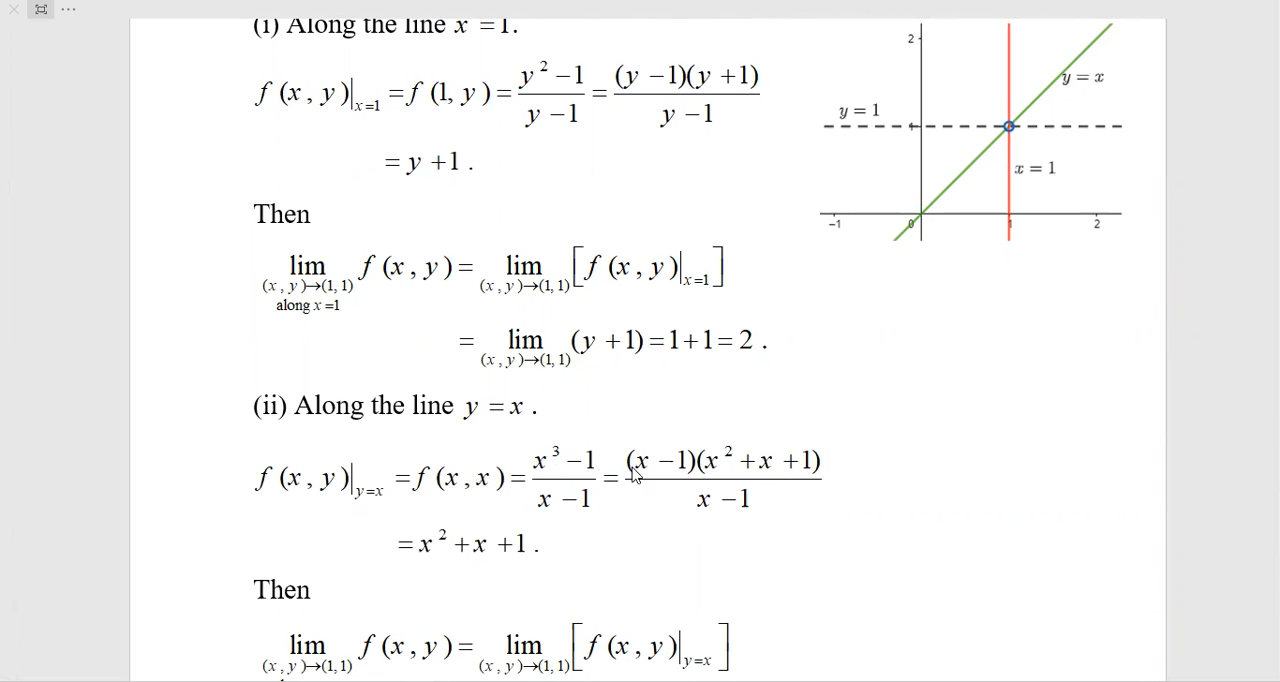 (i) Along the line x = 1.
f (x, y)|x=1 = f (1, y) = y² − 1 / y − 1 = (y − 1)(y + 1) / y − 1
= y + 1 .
Then
lim (x, y)→(1, 1) along x = 1 f (x, y) = lim (x, y)→(1, 1) [ f (x, y)|x=1 ]
= lim (x, y)→(1, 1) (y + 1) = 1 + 1 = 2 .
(ii) Along the line y = x .
f (x, y)|y=x = f (x, x) = x³ − 1 / x − 1 = (x − 1)(x² + x + 1) / x − 1
= x² + x + 1 .
Then
lim (x, y)→(1, 1) f (x, y) = lim (x, y)→(1, 1) [ f (x, y)|y=x ]
2
y = x
y = 1
1
x = 1
−1
0
1
2